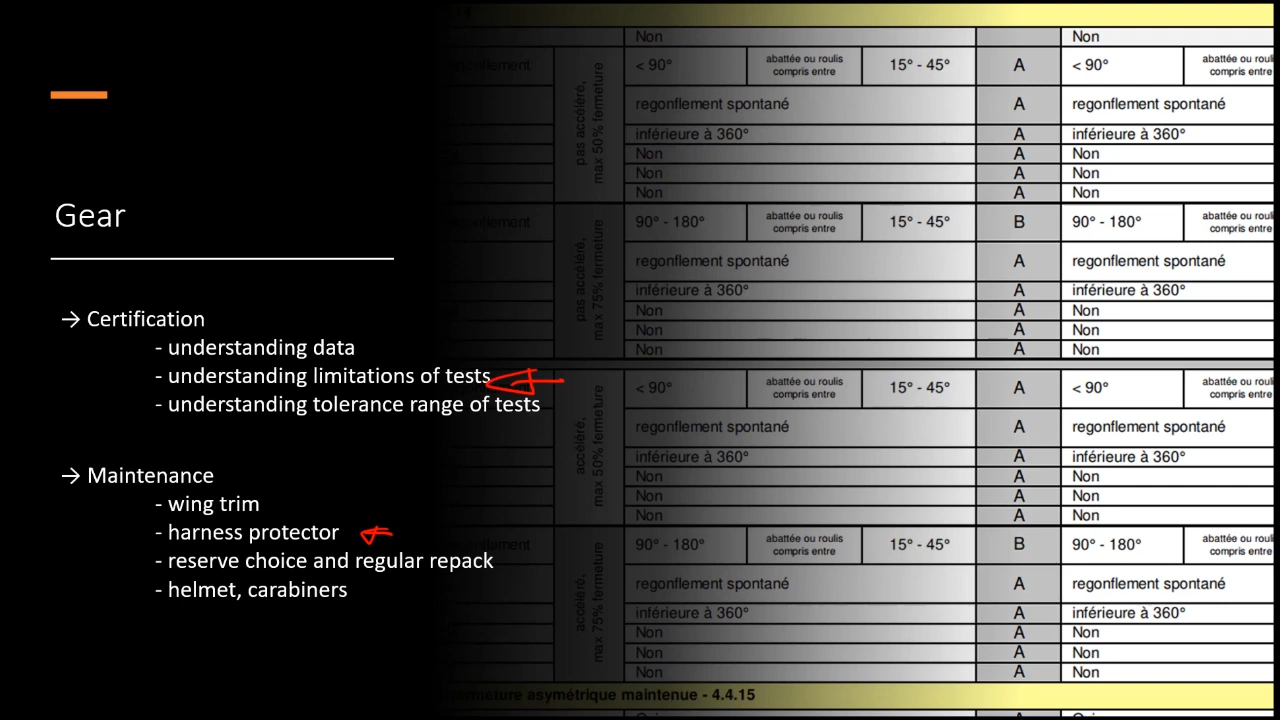 Gear
→ Certification
- understanding data
- understanding limitations of tests
- understanding tolerance range of tests
→ Maintenance
- wing trim
- harness protector
- reserve choice and regular repack
- helmet, carabiners
Non Non
pas accéléré,
max 50% fermeture
< 90° abattée ou roulis compris entre 15° - 45° A < 90° abattée ou rouli compris entre
regonflement spontané A regonflement spontané
inférieure à 360° A inférieure à 360°
Non A Non
Non A Non
Non A Non
pas accéléré,
max 75% fermeture
90° - 180° abattée ou roulis compris entre 15° - 45° B 90° - 180° abattée ou rouli compris entre
regonflement spontané A regonflement spontané
inférieure à 360° A inférieure à 360°
Non A Non
Non A Non
Non A Non
accéléré,
max 50% fermeture
< 90° abattée ou roulis compris entre 15° - 45° A < 90° abattée ou rouli compris entre
regonflement spontané A regonflement spontané
inférieure à 360° A inférieure à 360°
Non A Non
Non A Non
Non A Non
accéléré,
max 75% fermeture
90° - 180° abattée ou roulis compris entre 15° - 45° B 90° - 180° abattée ou rouli compris entre
regonflement spontané A regonflement spontané
inférieure à 360° A inférieure à 360°
Non A Non
Non A Non
Non A Non
fermeture asymétrique maintenue - 4.4.15